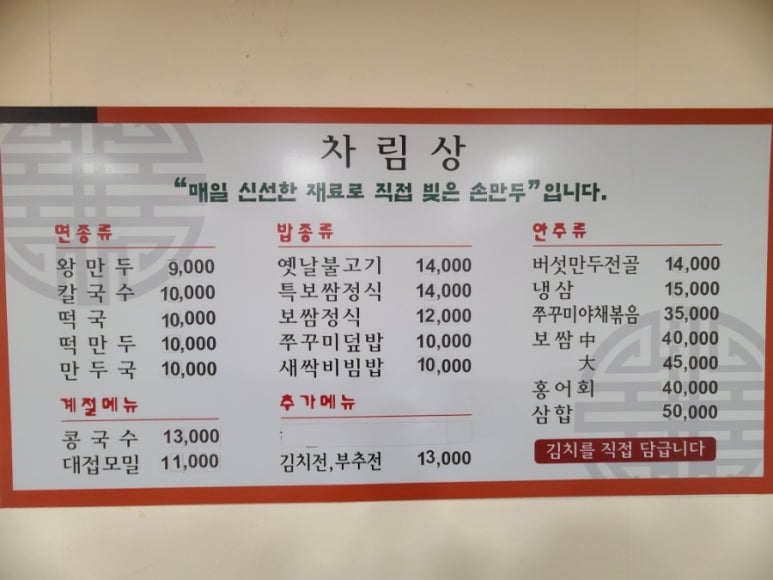 차림상
“매일 신선한 재료로 직접 빚은 손만두”입니다.
면종류
왕만두 9,000
칼국수 10,000
떡국 10,000
떡만두 10,000
만두국 10,000
계절메뉴
콩국수 13,000
대접모밀 11,000
밥종류
옛날불고기 14,000
특보쌈정식 14,000
보쌈정식 12,000
쭈꾸미덮밥 10,000
새싹비빔밥 10,000
추가메뉴
김치전,부추전 13,000
안주류
버섯만두전골 14,000
냉삼 15,000
쭈꾸미야채볶음 35,000
보쌈 中 40,000
大 45,000
홍어회 40,000
삼합 50,000
김치를 직접 담급니다